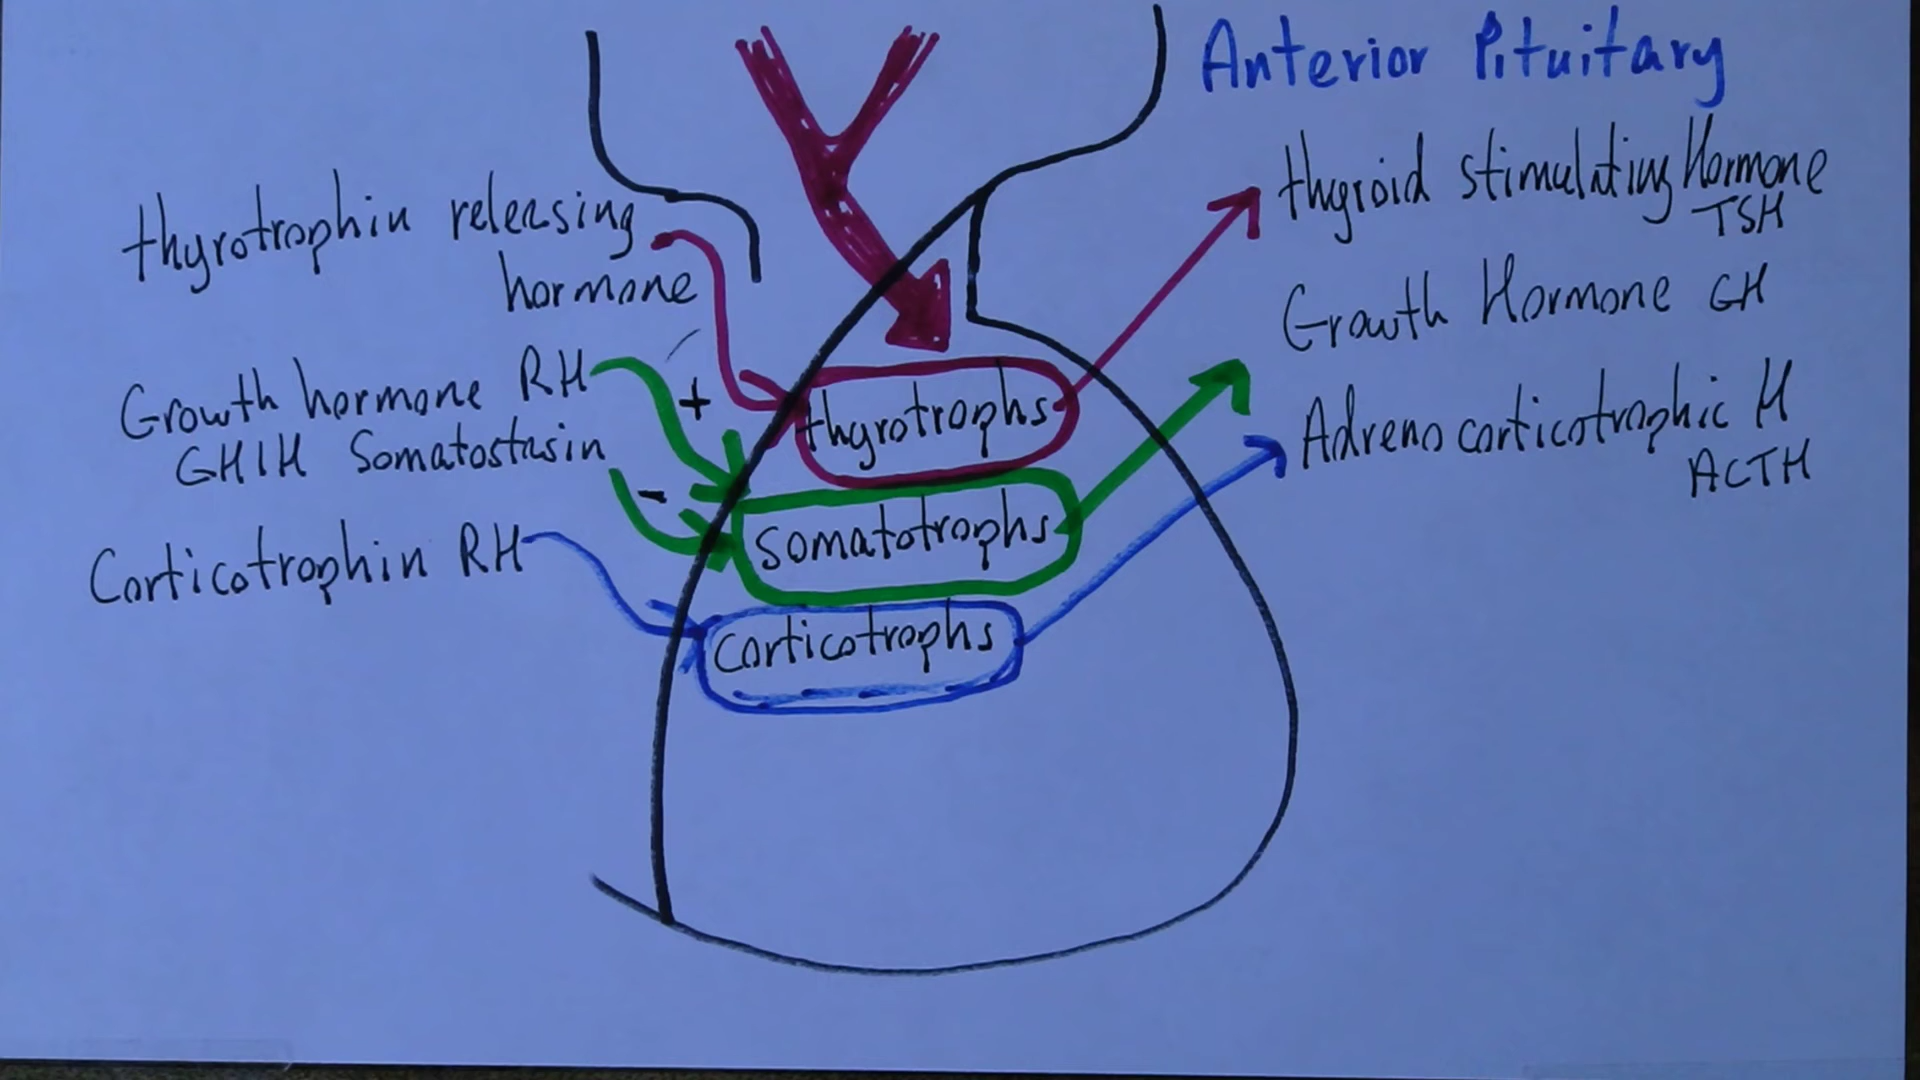 Anterior Pituitary
thyrotrophin releasing
hormone
Growth hormone RH
GHIH Somatostasin
Corticotrophin RH
+
-
thyrotrophs
somatotrophs
corticotrophs
thyroid stimulating Hormone
TSH
Growth Hormone GH
Adreno corticotrophic H
ACTH